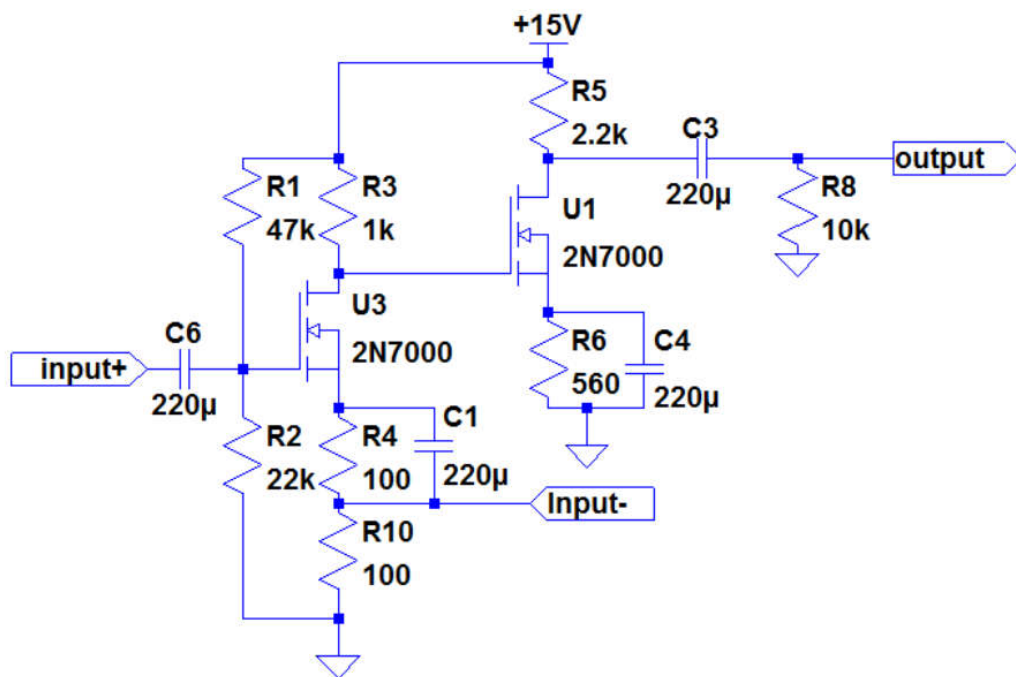 +15V
R5
2.2k
C3
output
220µ
R8
10k
R1
47k
R3
1k
U1
2N7000
U3
2N7000
C6
input+
220µ
R6
560
C4
220µ
R2
22k
R4
100
C1
220µ
Input-
R10
100